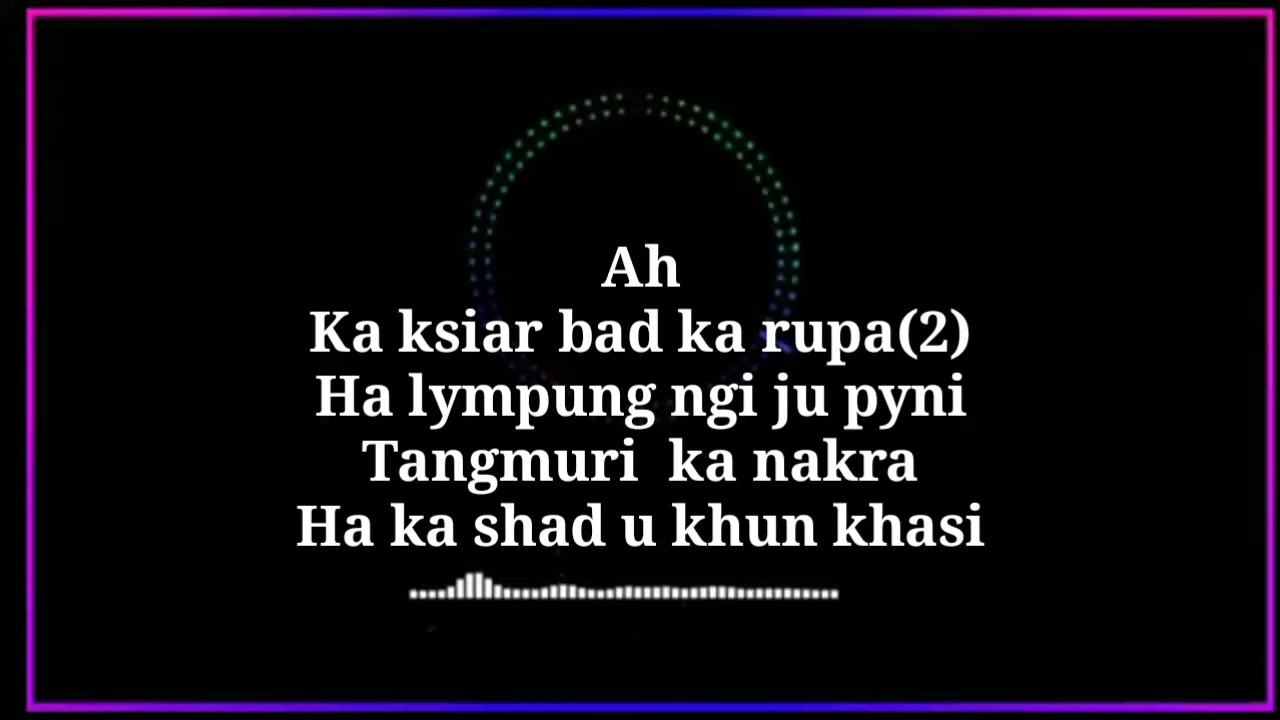 Ah
Ka ksiar bad ka rupa(2)
Ha lympung ngi ju pyni
Tangmuri  ka nakra
Ha ka shad u khun khasi